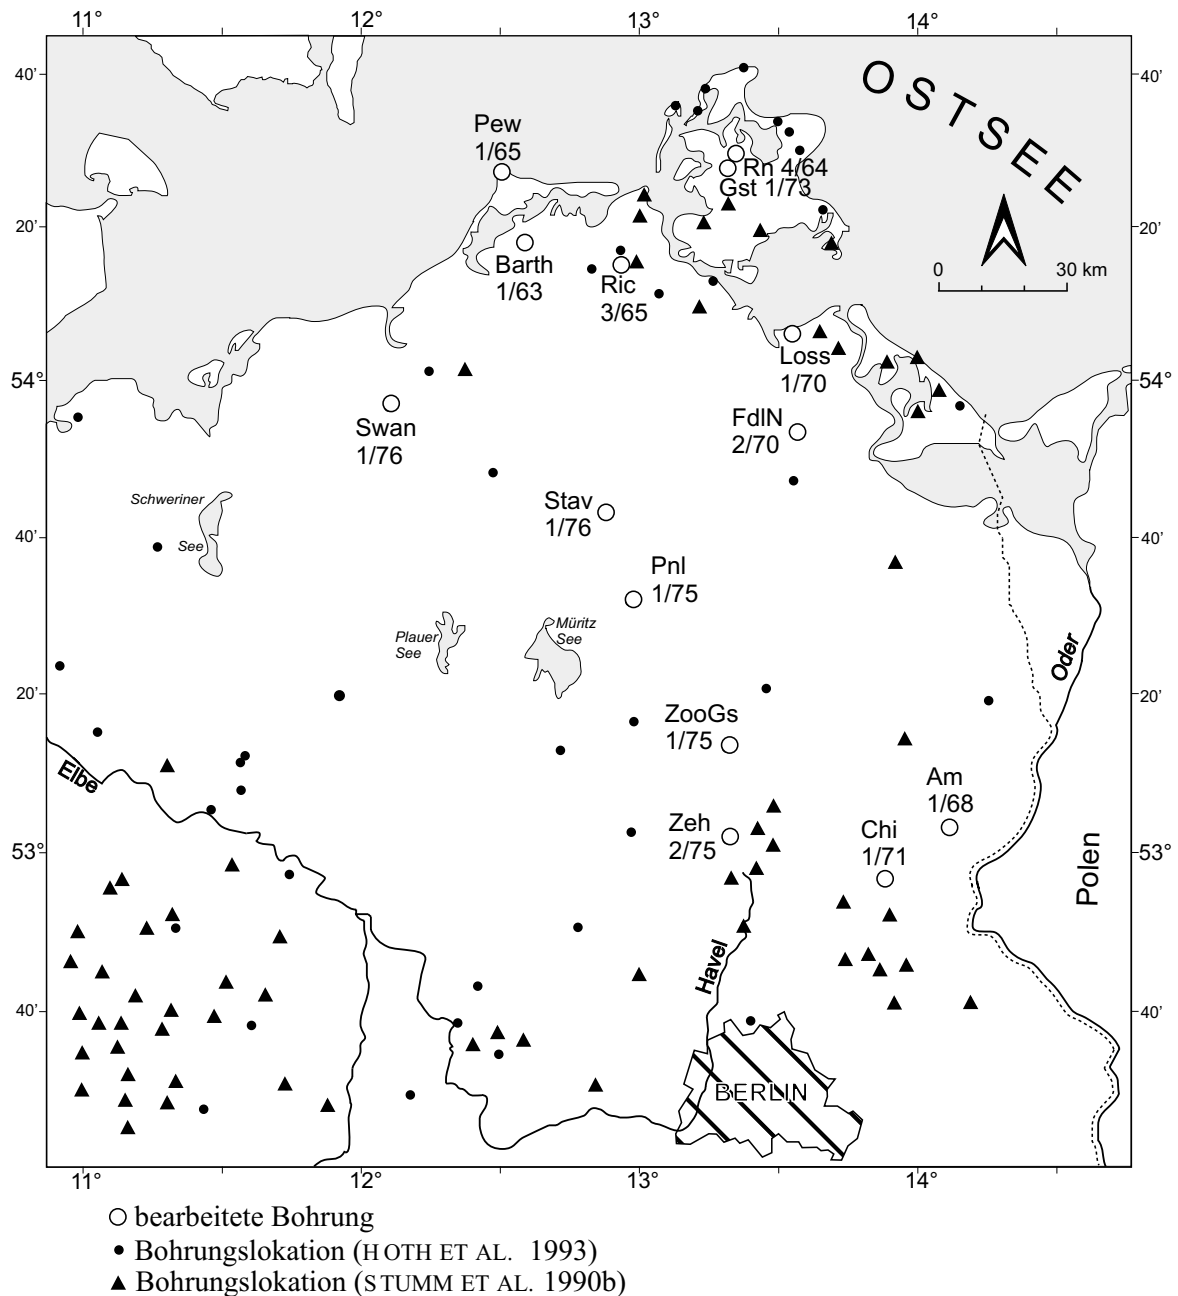 11° 12° 13° 14°
40' 40'
OSTSEE
Pew
1/65
Rn 4/64
Gst 1/73
20' 20'
Barth
1/63
Ric
3/65
0 30 km
Loss
1/70
54° 54°
Swan
1/76
FdlN
2/70
Schweriner
See
Stav
1/76
40' 40'
Pnl
1/75
Plauer
See
Müritz
See
Oder
20' 20'
ZooGs
1/75
Elbe
Am
1/68
Zeh
2/75
Chi
1/71
53° 53°
Polen
Havel
40' 40'
BERLIN
11° 12° 13° 14°
bearbeitete Bohrung
Bohrungslokation (HOTH ET AL. 1993)
Bohrungslokation (STUMM ET AL. 1990b)